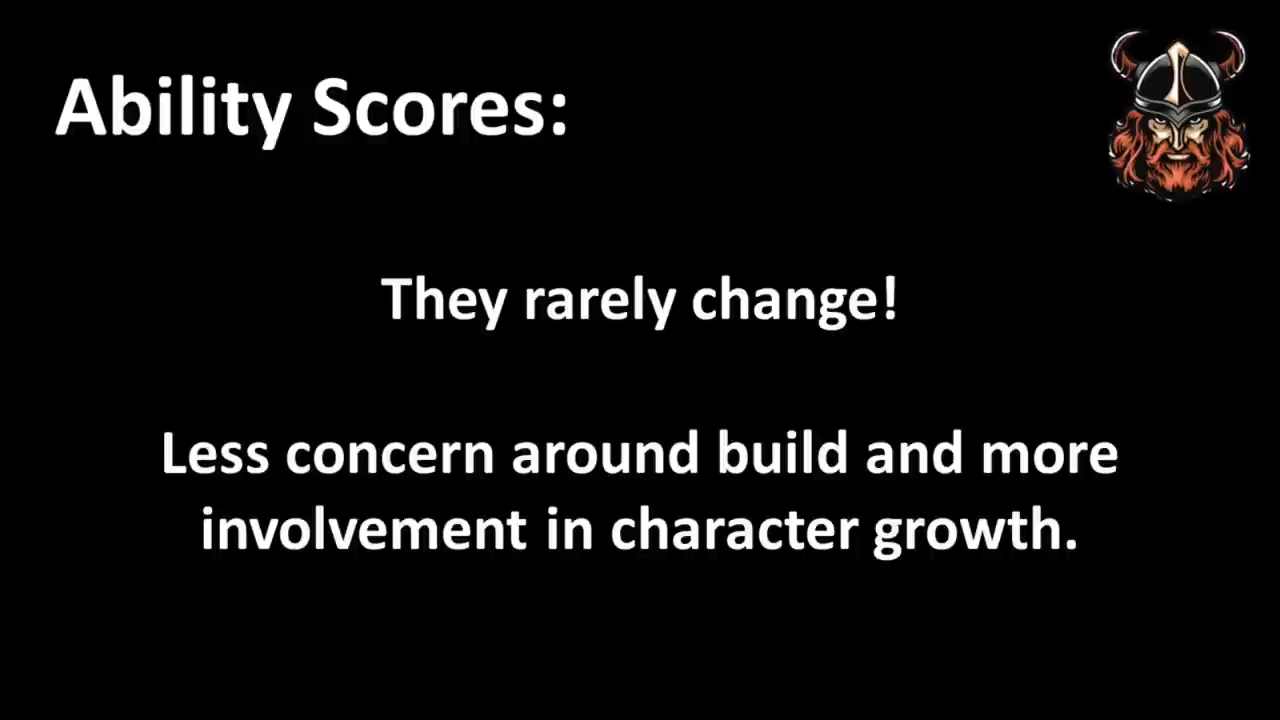 Ability Scores:
They rarely change!
Less concern around build and more
involvement in character growth.